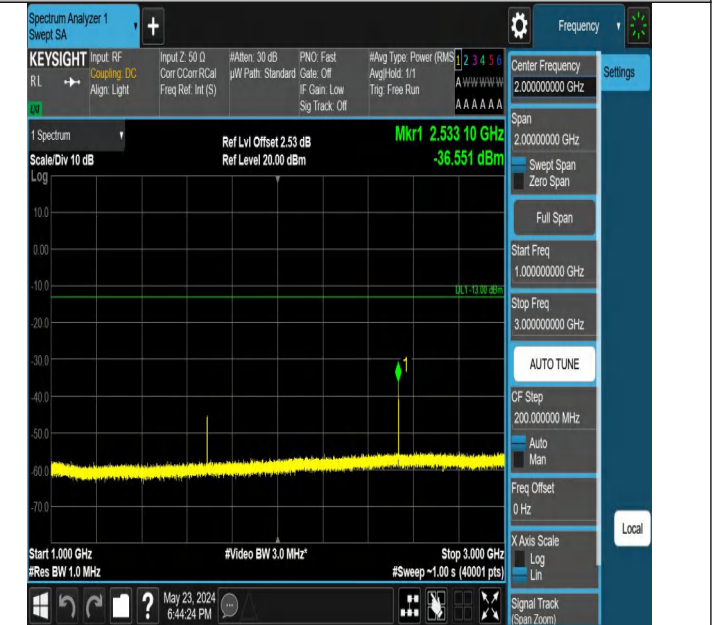 Spectrum Analyzer 1
Swept SA
+
Frequency
KEYSIGHT
RL
LXI
Input: RF
Coupling: DC
Align: Light
Input Z: 50 Ω
Corr CCorr RCal
Freq Ref: Int (S)
#Atten: 30 dB
µW Path: Standard
PNO: Fast
Gate: Off
IF Gain: Low
Sig Track: Off
#Avg Type: Power (RMS
Avg|Hold: 1/1
Trig: Free Run
1 2 3 4 5 6
A W W W W W
A A A A A A
1 Spectrum
Scale/Div 10 dB
Log
Ref Lvl Offset 2.53 dB
Ref Level 20.00 dBm
Mkr1 2.533 10 GHz
-36.551 dBm
10.0
0.00
-10.0
DL1 -13.00 dBm
-20.0
-30.0
1
-40.0
-50.0
-60.0
-70.0
Start 1.000 GHz
#Res BW 1.0 MHz
#Video BW 3.0 MHz*
Stop 3.000 GHz
#Sweep ~1.00 s (40001 pts)
Center Frequency
2.000000000 GHz
Settings
Span
2.00000000 GHz
Swept Span
Zero Span
Full Span
Start Freq
1.000000000 GHz
Stop Freq
3.000000000 GHz
AUTO TUNE
CF Step
200.000000 MHz
Auto
Man
Freq Offset
0 Hz
X Axis Scale
Log
Lin
Signal Track
(Span Zoom)
Local
?
May 23, 2024
6:44:24 PM